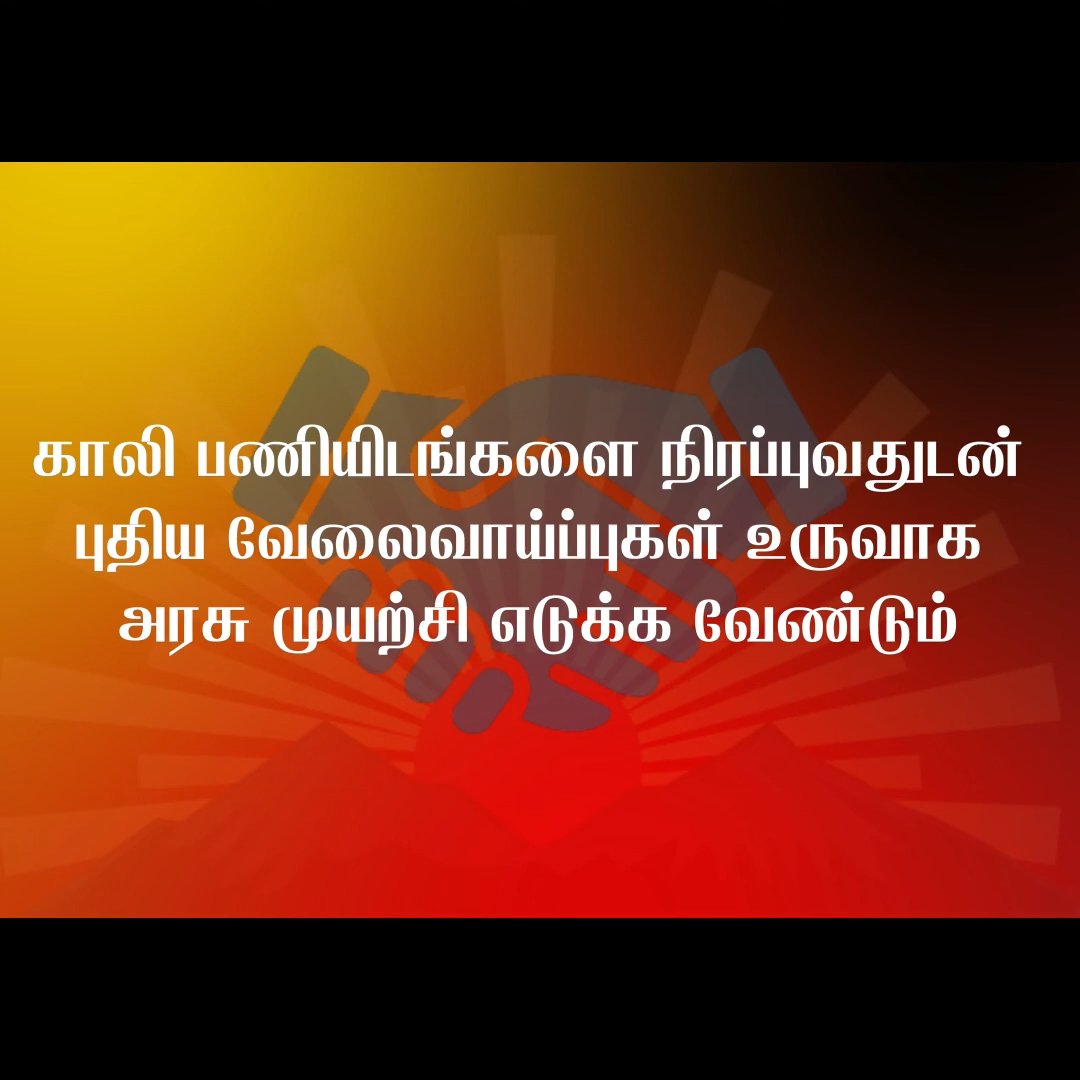 காலி பணியிடங்களை நிரப்புவதுடன்
புதிய வேலைவாய்ப்புகள் உருவாக
அரசு முயற்சி எடுக்க வேண்டும்